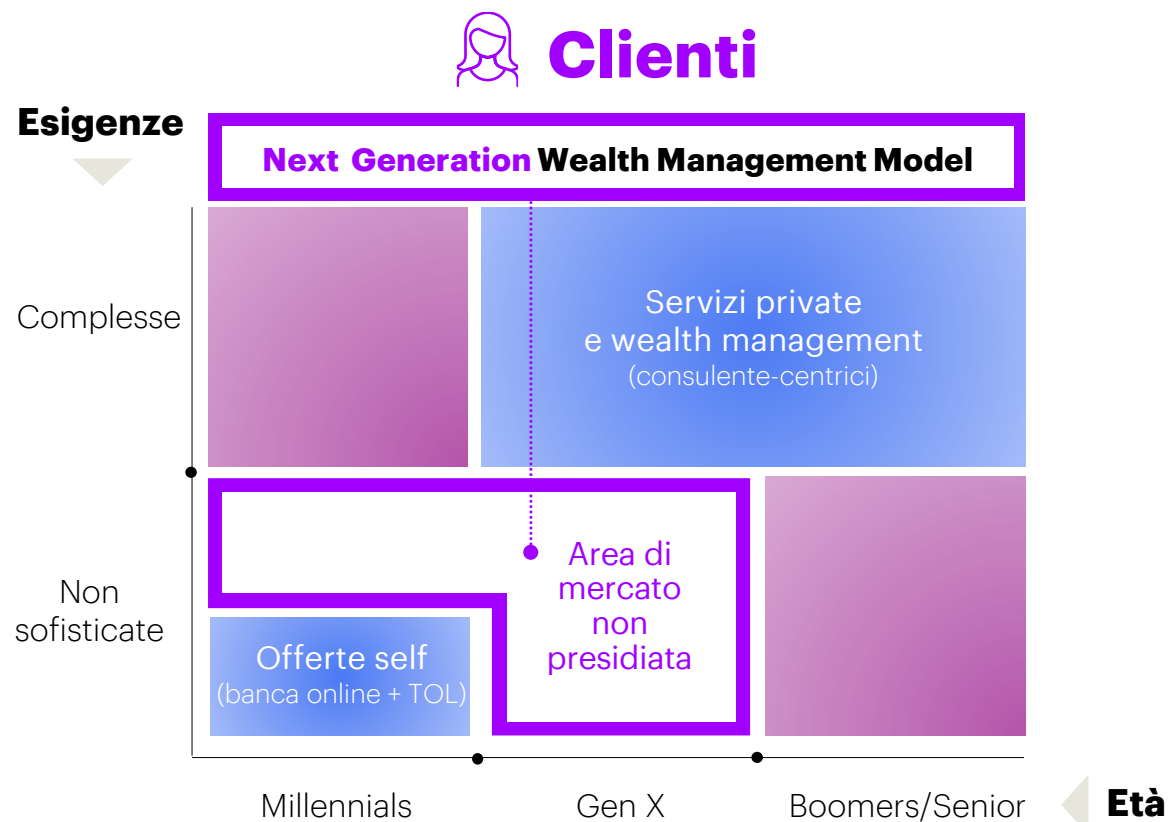 Clienti
Esigenze
Next Generation Wealth Management Model
Complesse
Servizi private
e wealth management
(consulente-centrici)
Area di
mercato
non
presidiata
Non
sofisticate
Offerte self
(banca online + TOL)
Millennials
Gen X
Boomers/Senior
Età